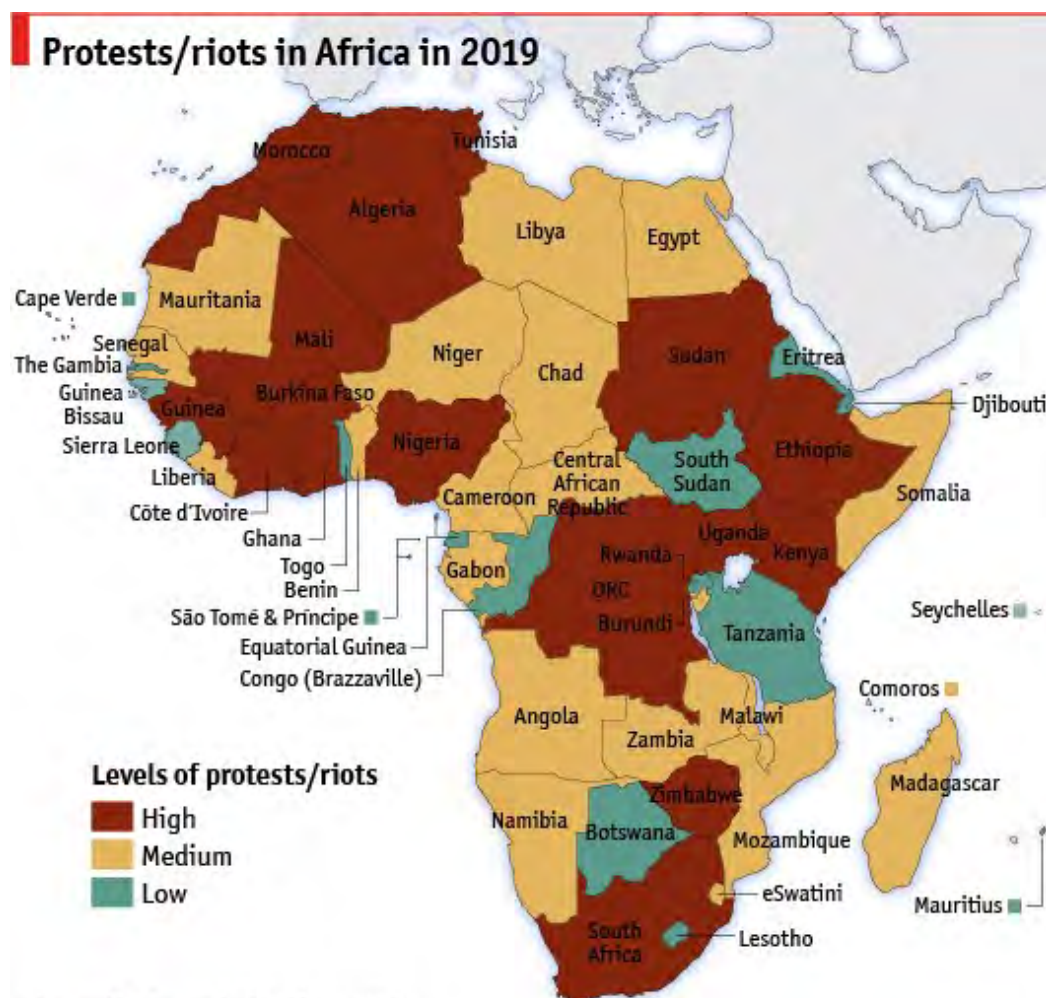 Protests/riots in Africa in 2019
Tunisia
Morocco
Algeria
Libya
Egypt
Cape Verde
Mauritania
Mali
Niger
Chad
Sudan
Eritrea
Senegal
The Gambia
Guinea
Bissau
Guinea
Burkina Faso
Djibouti
Nigeria
Ethiopia
Sierra Leone
Liberia
Central
African
Republic
South
Sudan
Cameroon
Somalia
Côte d'Ivoire
Ghana
Togo
Benin
Uganda
Kenya
Rwanda
Gabon
ORC
São Tomé & Príncipe
Burundi
Tanzania
Seychelles
Equatorial Guinea
Congo (Brazzaville)
Comoros
Angola
Malawi
Zambia
Levels of protests/riots
High
Medium
Low
Madagascar
Zimbabwe
Namibia
Botswana
Mozambique
eSwatini
Mauritius
South
Africa
Lesotho